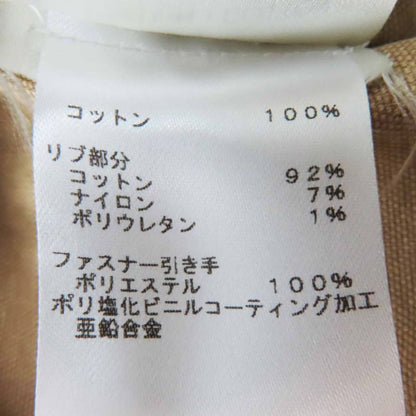 コットン 100%
リブ部分
コットン 92%
ナイロン 7%
ポリウレタン 1%
ファスナー引き手
ポリエステル 100%
ポリ塩化ビニルコーティング加工
亜鉛合金